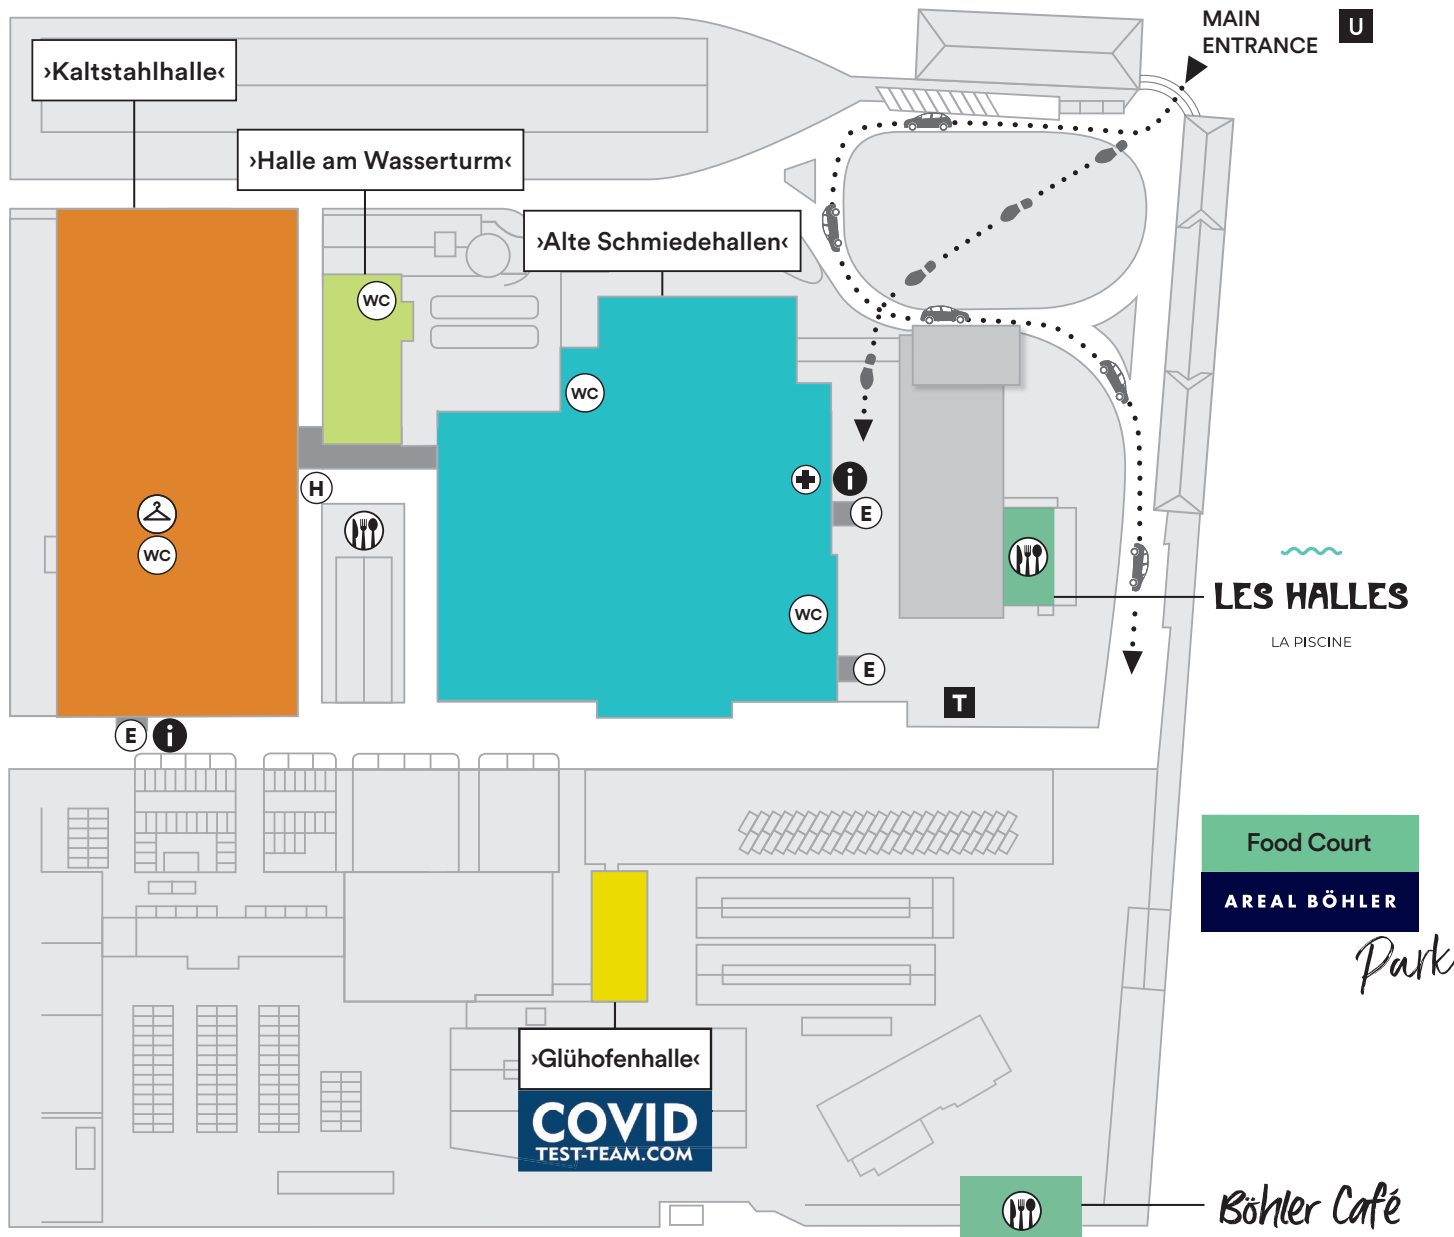 MAIN
ENTRANCE
U
›Kaltstahlhalle‹
›Halle am Wasserturm‹
›Alte Schmiedehallen‹
WC
WC
H
i
E
WC
WC
E
T
E
i
LES HALLES
LA PISCINE
Food Court
AREAL BÖHLER
Park
›Glühofenhalle‹
COVID
TEST-TEAM.COM
Böhler Café